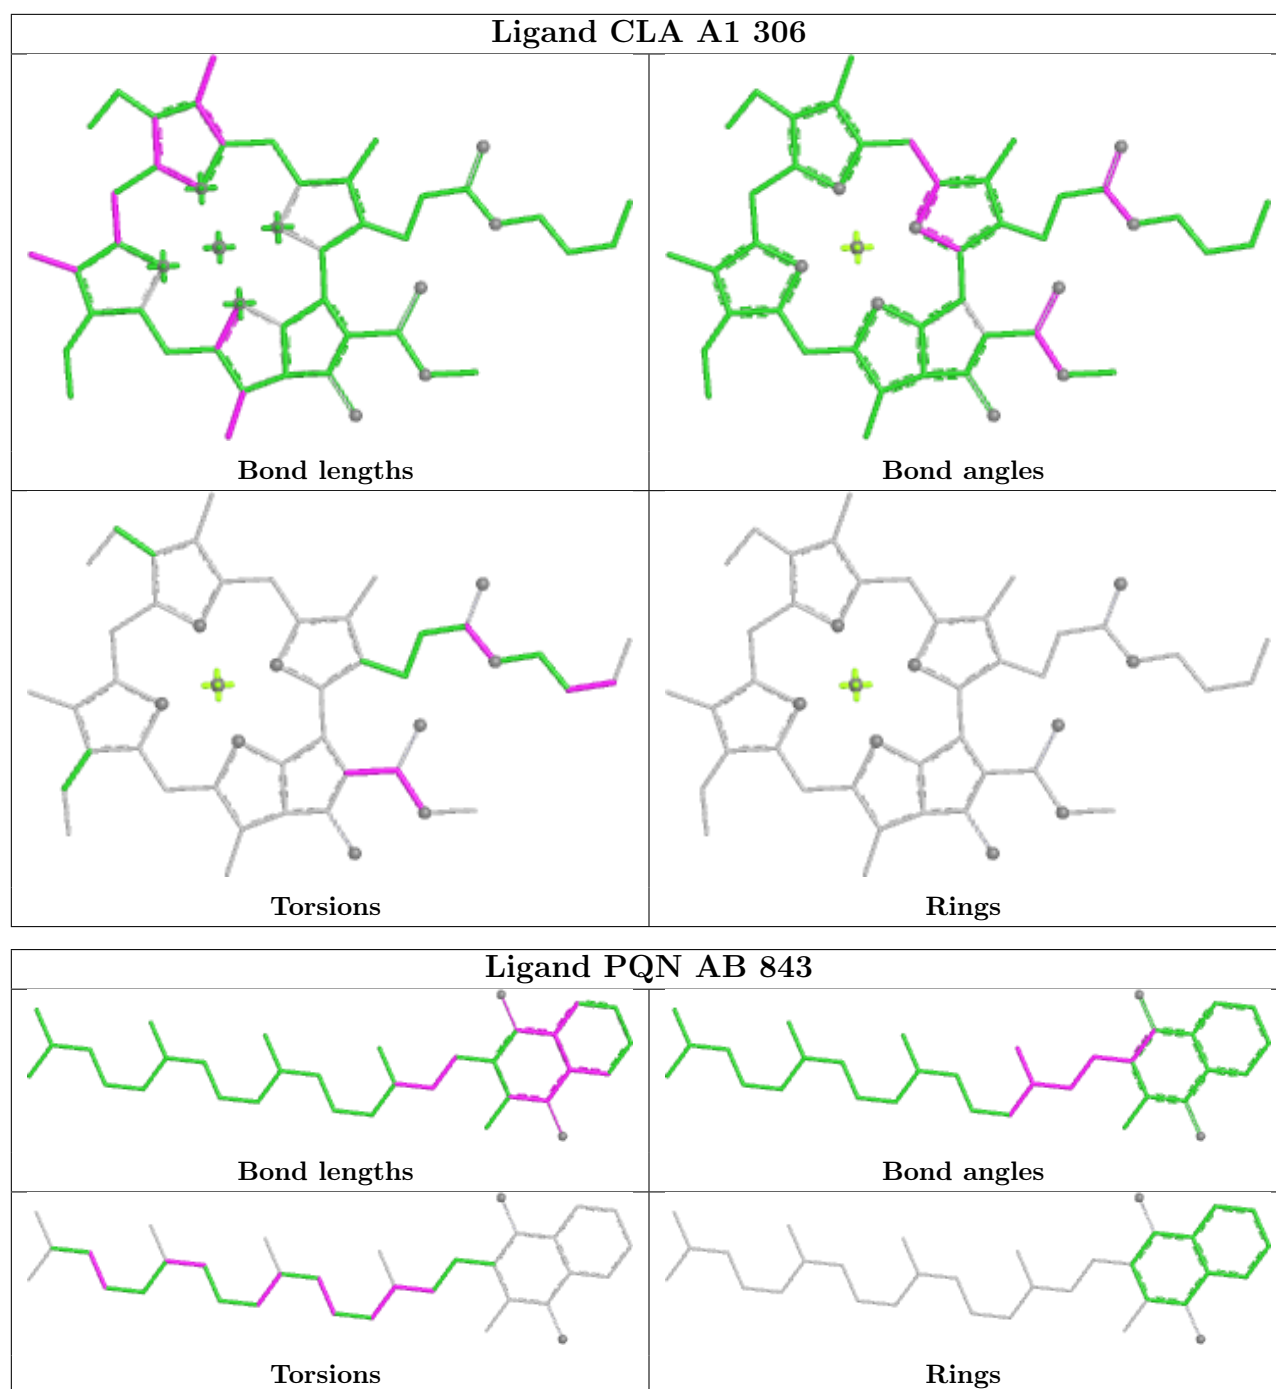 Ligand CLA A1 306
Bond lengths
Bond angles
Torsions
Rings
Ligand PQN AB 843
Bond lengths
Bond angles
Torsions
Rings